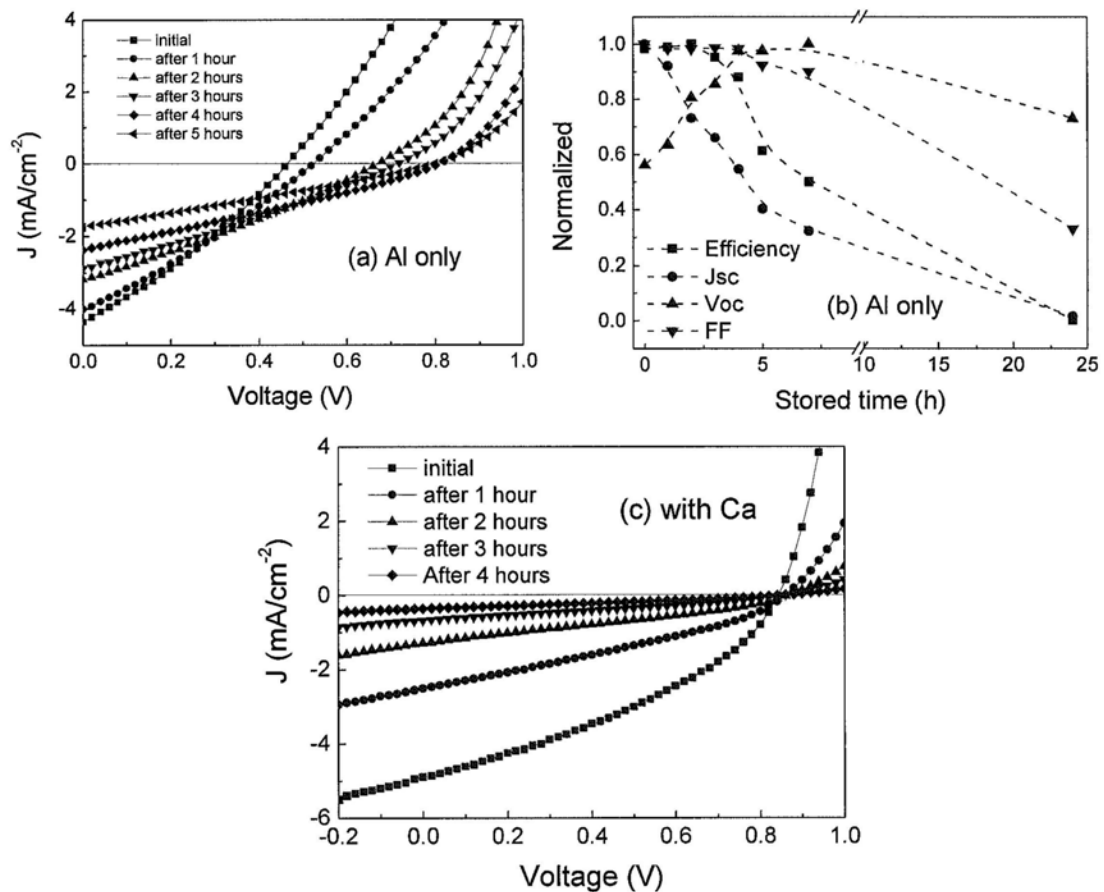 4
2
0
-2
-4
J (mA/cm⁻²)
initial
after 1 hour
after 2 hours
after 3 hours
after 4 hours
after 5 hours
(a) Al only
0.0 0.2 0.4 0.6 0.8 1.0
Voltage (V)
1.0
0.8
0.6
0.4
0.2
0.0
Normalized
Efficiency
Jsc
Voc
FF
(b) Al only
0 5 10 15 20 25
Stored time (h)
4
2
0
-2
-4
-6
J (mA/cm⁻²)
initial
after 1 hour
after 2 hours
after 3 hours
After 4 hours
(c) with Ca
-0.2 0.0 0.2 0.4 0.6 0.8 1.0
Voltage (V)